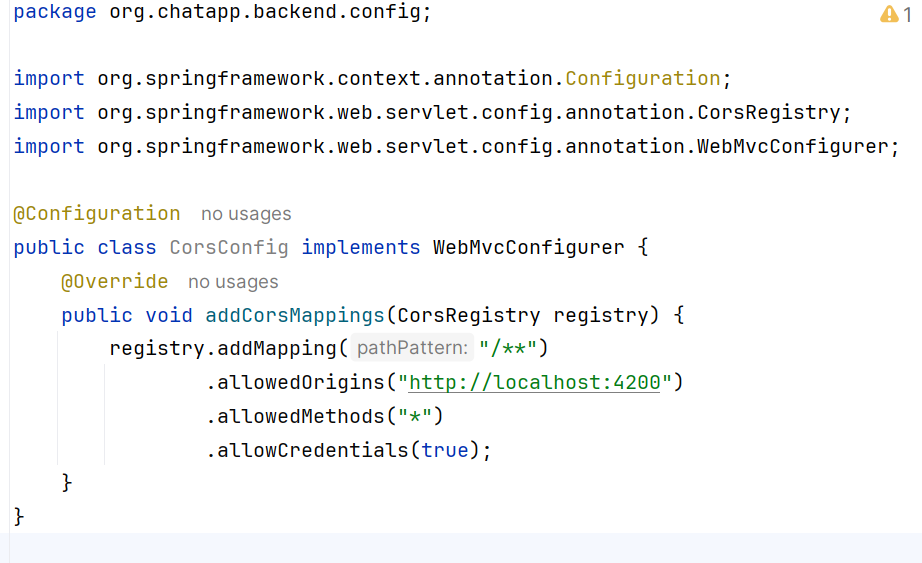 package org.chatapp.backend.config;
1
import org.springframework.context.annotation.Configuration;
import org.springframework.web.servlet.config.annotation.CorsRegistry;
import org.springframework.web.servlet.config.annotation.WebMvcConfigurer;
@Configuration no usages
public class CorsConfig implements WebMvcConfigurer {
@Override no usages
public void addCorsMappings(CorsRegistry registry) {
registry.addMapping( pathPattern: "/**")
.allowedOrigins("http://localhost:4200")
.allowedMethods("*")
.allowCredentials(true);
}
}